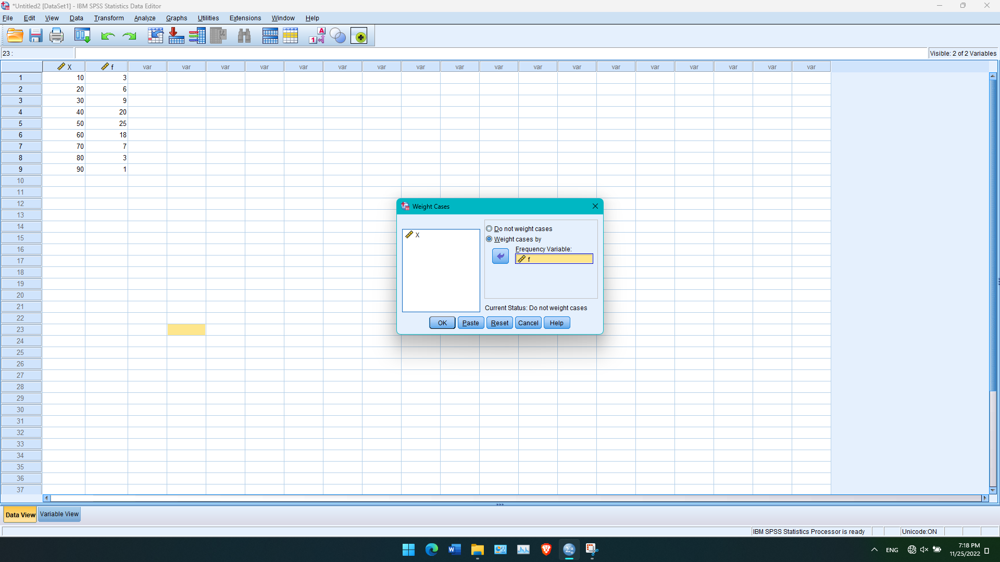 *Untitled2 [DataSet1] - IBM SPSS Statistics Data Editor
File Edit View Data Transform Analyze Graphs Utilities Extensions Window Help
23 :
Visible: 2 of 2 Variables
X f var var var var var var var var var var var var var var var var var var
1 10 3
2 20 6
3 30 9
4 40 20
5 50 25
6 60 18
7 70 7
8 80 3
9 90 1
10
11
12
13
14
15
16
17
18
19
20
21
22
23
24
25
26
27
28
29
30
31
32
33
34
35
36
37
Weight Cases
X
Do not weight cases
Weight cases by
Frequency Variable:
f
Current Status: Do not weight cases
OK Paste Reset Cancel Help
Data View Variable View
IBM SPSS Statistics Processor is ready Unicode:ON
ENG
7:18 PM
11/25/2022